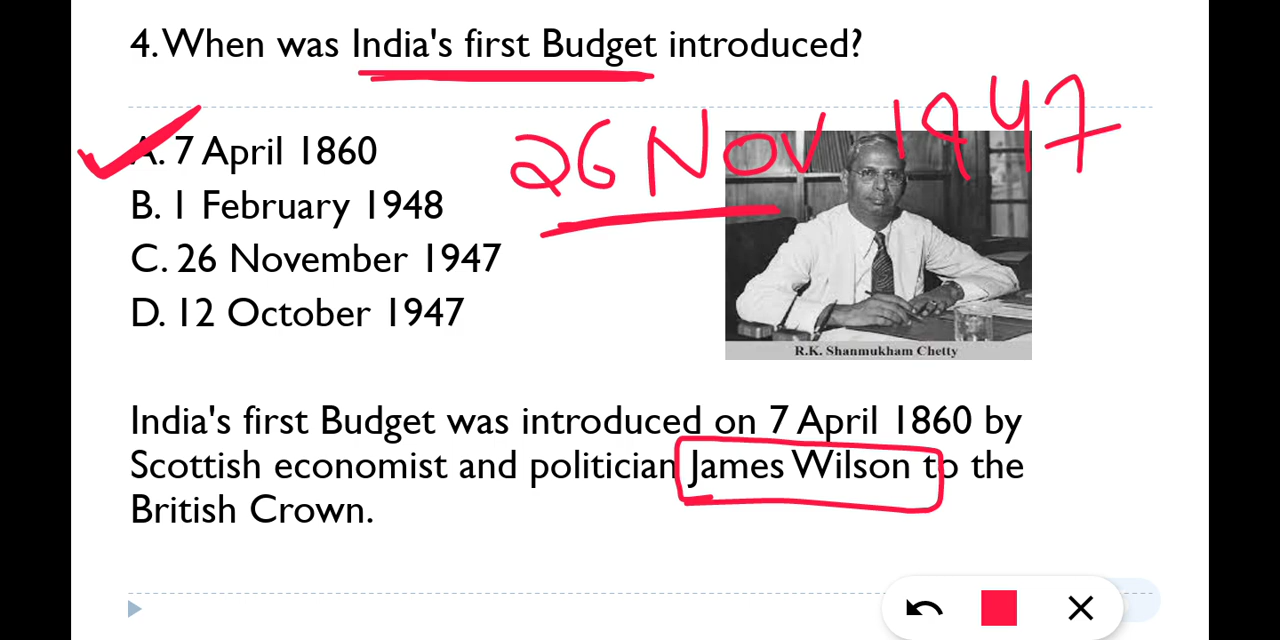 4. When was India's first Budget introduced?
26 Nov 1947
A. 7 April 1860
B. 1 February 1948
C. 26 November 1947
D. 12 October 1947
R.K. Shanmukham Chetty
India's first Budget was introduced on 7 April 1860 by
Scottish economist and politician James Wilson to the
British Crown.